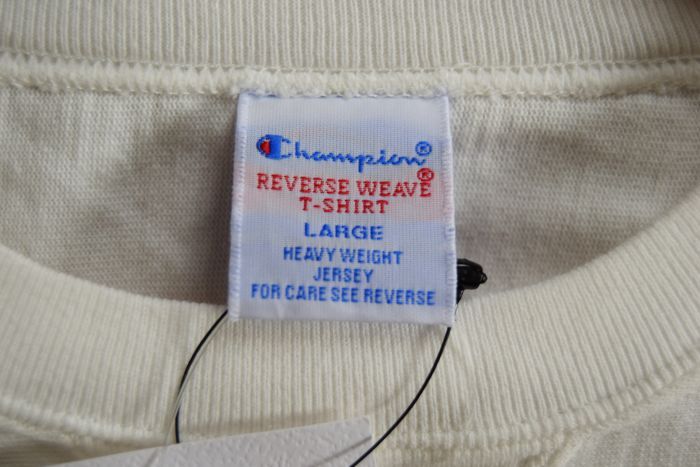 Champion®
REVERSE WEAVE®
T-SHIRT
LARGE
HEAVY WEIGHT
JERSEY
FOR CARE SEE REVERSE